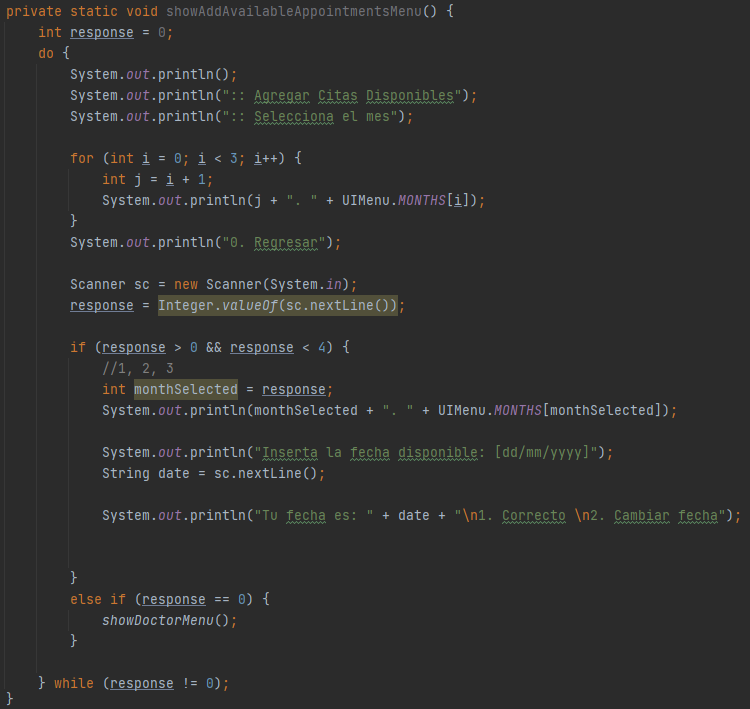 private static void showAddAvailableAppointmentsMenu() {
    int response = 0;
    do {
        System.out.println();
        System.out.println(":: Agregar Citas Disponibles");
        System.out.println(":: Selecciona el mes");

        for (int i = 0; i < 3; i++) {
            int j = i + 1;
            System.out.println(j + ". " + UIMenu.MONTHS[i]);
        }
        System.out.println("0. Regresar");

        Scanner sc = new Scanner(System.in);
        response = Integer.valueOf(sc.nextLine());

        if (response > 0 && response < 4) {
            //1, 2, 3
            int monthSelected = response;
            System.out.println(monthSelected + ". " + UIMenu.MONTHS[monthSelected]);

            System.out.println("Inserta la fecha disponible: [dd/mm/yyyy]");
            String date = sc.nextLine();

            System.out.println("Tu fecha es: " + date + "\n1. Correcto \n2. Cambiar fecha");


        }
        else if (response == 0) {
            showDoctorMenu();
        }

    } while (response != 0);
}